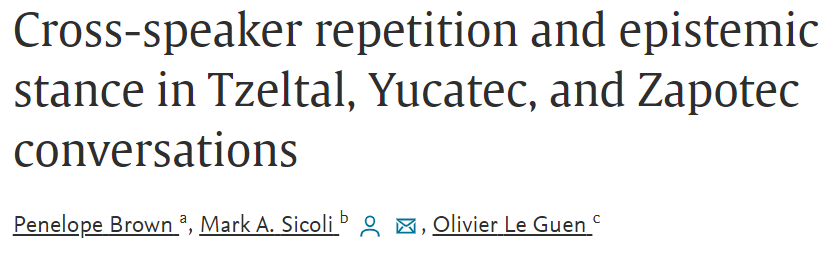 Cross-speaker repetition and epistemic
stance in Tzeltal, Yucatec, and Zapotec
conversations
Penelope Brown a, Mark A. Sicoli b, Olivier Le Guen c